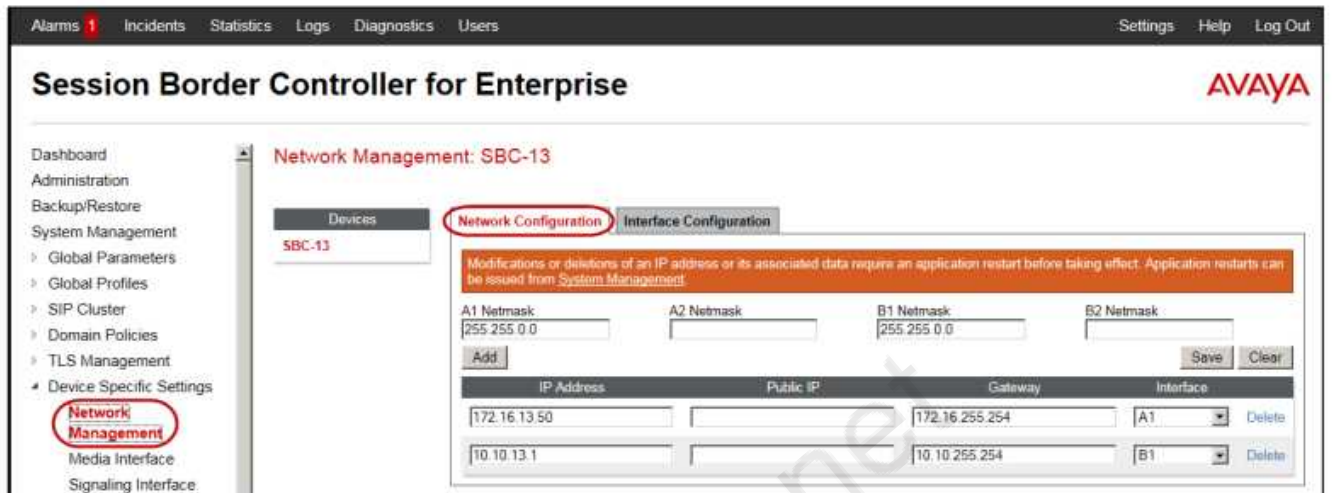 Alarms 1 Incidents Statistics Logs Diagnostics Users Settings Help Log Out
Session Border Controller for Enterprise
AVAYA
Dashboard
Administration
Backup/Restore
System Management
Global Parameters
Global Profiles
SIP Cluster
Domain Policies
TLS Management
Device Specific Settings
Network
Management
Media Interface
Signaling Interface
Network Management: SBC-13
Devices
SBC-13
Network Configuration Interface Configuration
Modifications or deletions of an IP address or its associated data require an application restart before taking effect. Application restarts can
be issued from System Management.
A1 Netmask A2 Netmask B1 Netmask B2 Netmask
255.255.0.0 255.255.0.0
Add Save Clear
IP Address Public IP Gateway Interface
172.16.13.50 172.16.255.254 A1 Delete
10.10.13.1 10.10.255.254 B1 Delete
net